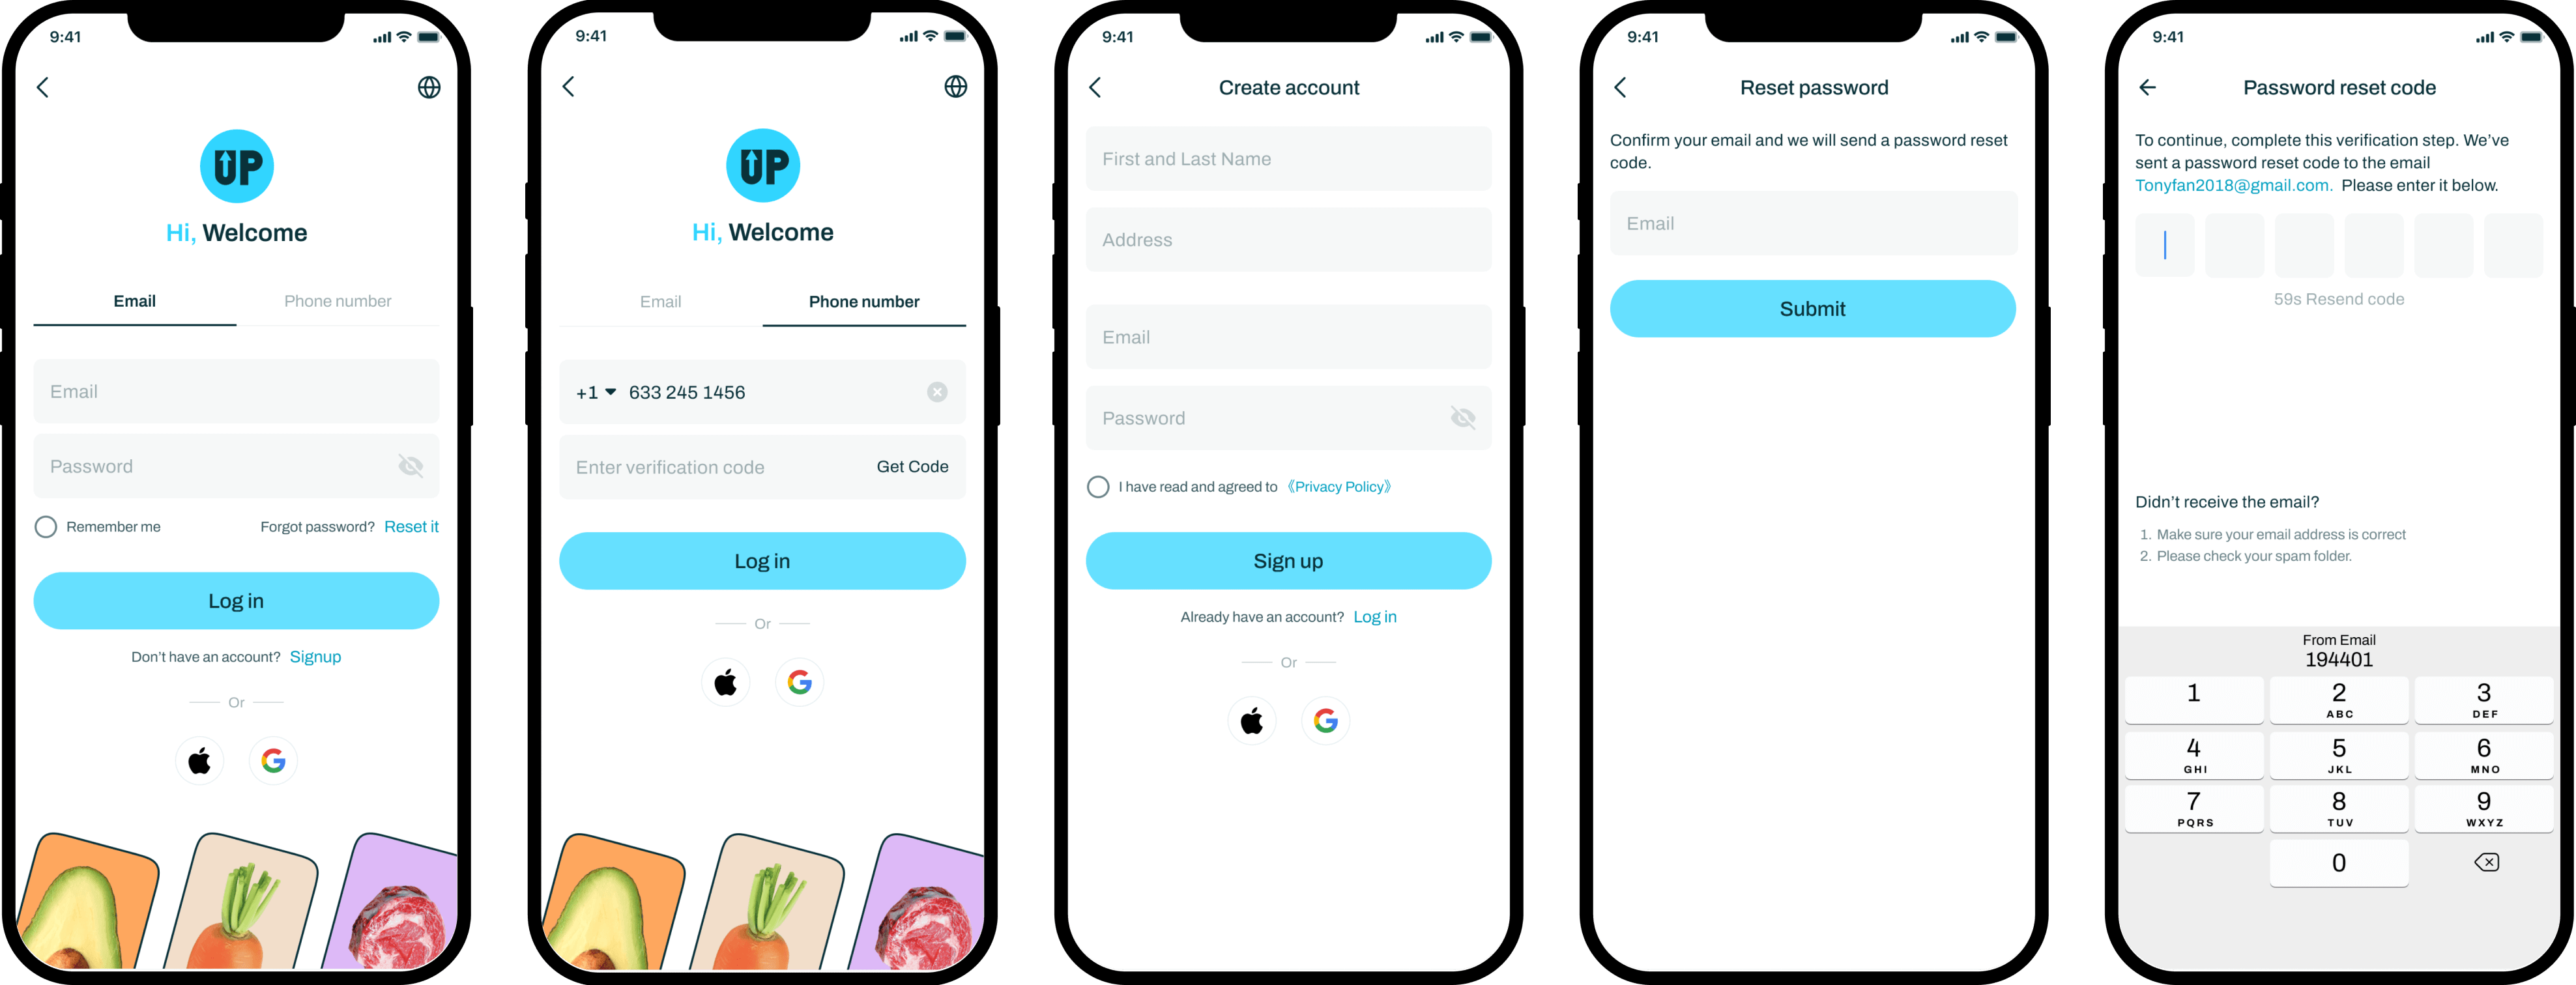 9:41
UP
Hi, Welcome
Email
Phone number
Email
Password
Remember me
Forgot password? Reset it
Log in
Don’t have an account? Signup
Or
9:41
UP
Hi, Welcome
Email
Phone number
+1 633 245 1456
Enter verification code
Get Code
Log in
Or
9:41
Create account
First and Last Name
Address
Email
Password
I have read and agreed to 《Privacy Policy》
Sign up
Already have an account? Log in
Or
9:41
Reset password
Confirm your email and we will send a password reset
code.
Email
Submit
9:41
Password reset code
To continue, complete this verification step. We’ve
sent a password reset code to the email
Tonyfan2018@gmail.com. Please enter it below.
59s Resend code
Didn’t receive the email?
1. Make sure your email address is correct
2. Please check your spam folder.
From Email
194401
1 2 3
ABC DEF
4 5 6
GHI JKL MNO
7 8 9
PQRS TUV WXYZ
0